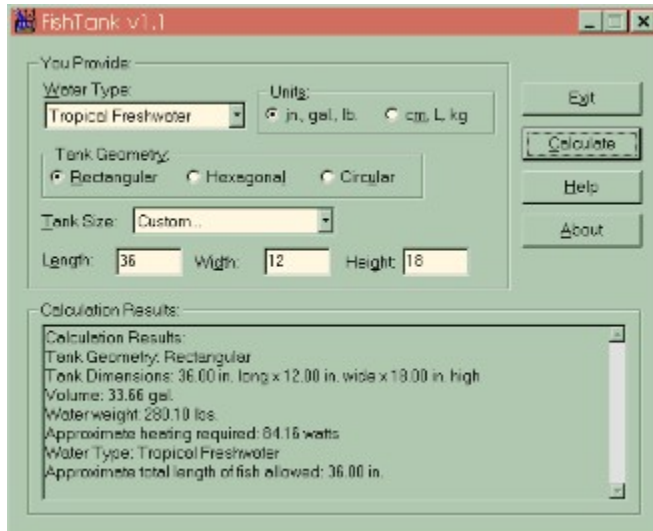 FishTank v1.1
You Provide:
Water Type:
Units:
Tropical Freshwater
in, gal, lb.
cm, L, kg
Exit
Calculate
Tank Geometry:
Rectangular
Hexagonal
Circular
Help
Tank Size:
Custom...
About
Length:
36
Width:
12
Height:
18
Calculation Results:
Calculation Results:
Tank Geometry: Rectangular
Tank Dimensions: 36.00 in. long x 12.00 in. wide x 18.00 in. high
Volume: 33.66 gal.
Water weight: 280.10 lbs.
Approximate heating required: 84.16 watts
Water Type: Tropical Freshwater
Approximate total length of fish allowed: 36.00 in.